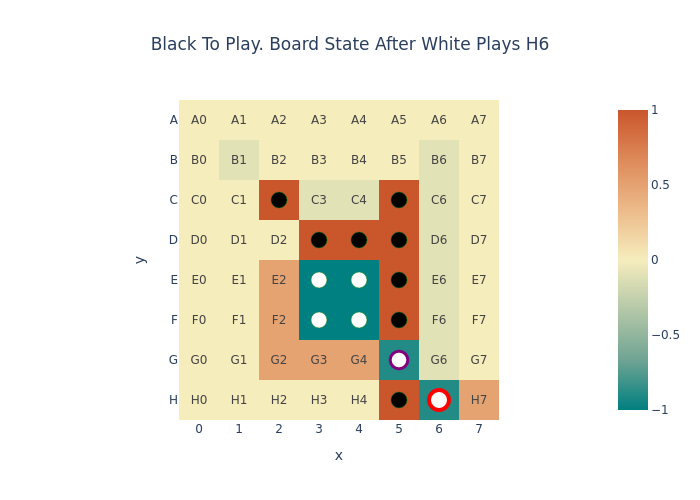 Black To Play. Board State After White Plays H6
A A0 A1 A2 A3 A4 A5 A6 A7
B B0 B1 B2 B3 B4 B5 B6 B7
C C0 C1 C3 C4 C6 C7
D D0 D1 D2 D6 D7
E E0 E1 E2 E6 E7
F F0 F1 F2 F6 F7
G G0 G1 G2 G3 G4 G6 G7
H H0 H1 H2 H3 H4 H7
0 1 2 3 4 5 6 7
x
y
1
0.5
0
−0.5
−1